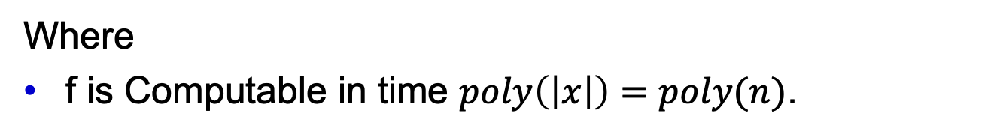 Where
• f is Computable in time 𝑝𝑜𝑙𝑦(|𝑥|) = 𝑝𝑜𝑙𝑦(𝑛).